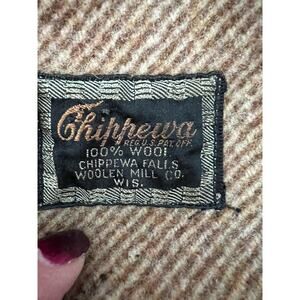 Chippewa
REG. U.S. PAT. OFF.
100% WOOL
CHIPPEWA FALLS
WOOLEN MILL CO.
WIS.